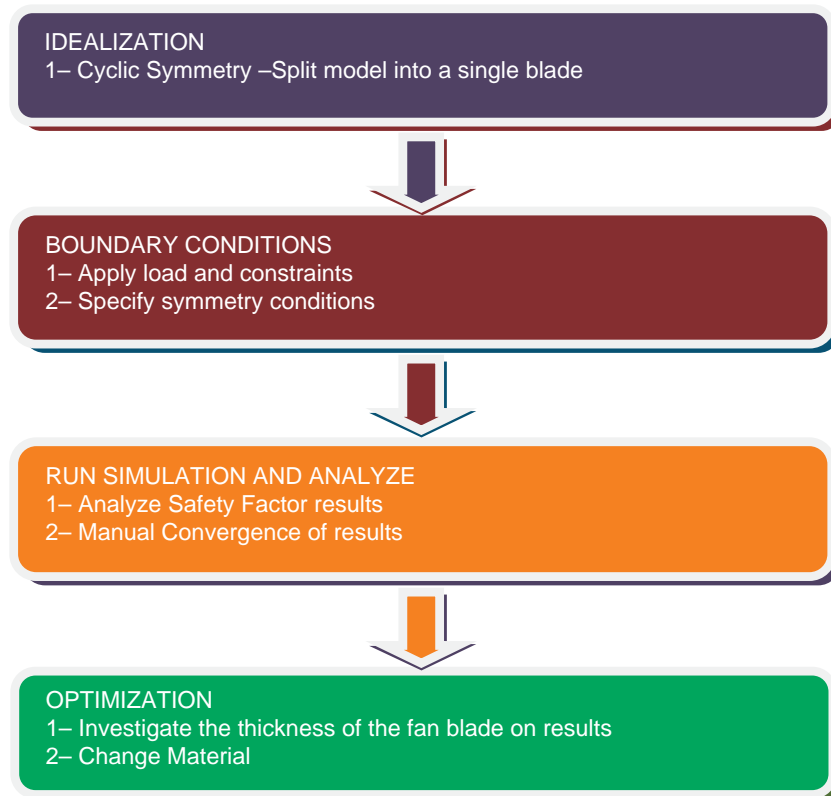 IDEALIZATION
1– Cyclic Symmetry –Split model into a single blade
BOUNDARY CONDITIONS
1– Apply load and constraints
2– Specify symmetry conditions
RUN SIMULATION AND ANALYZE
1– Analyze Safety Factor results
2– Manual Convergence of results
OPTIMIZATION
1– Investigate the thickness of the fan blade on results
2– Change Material